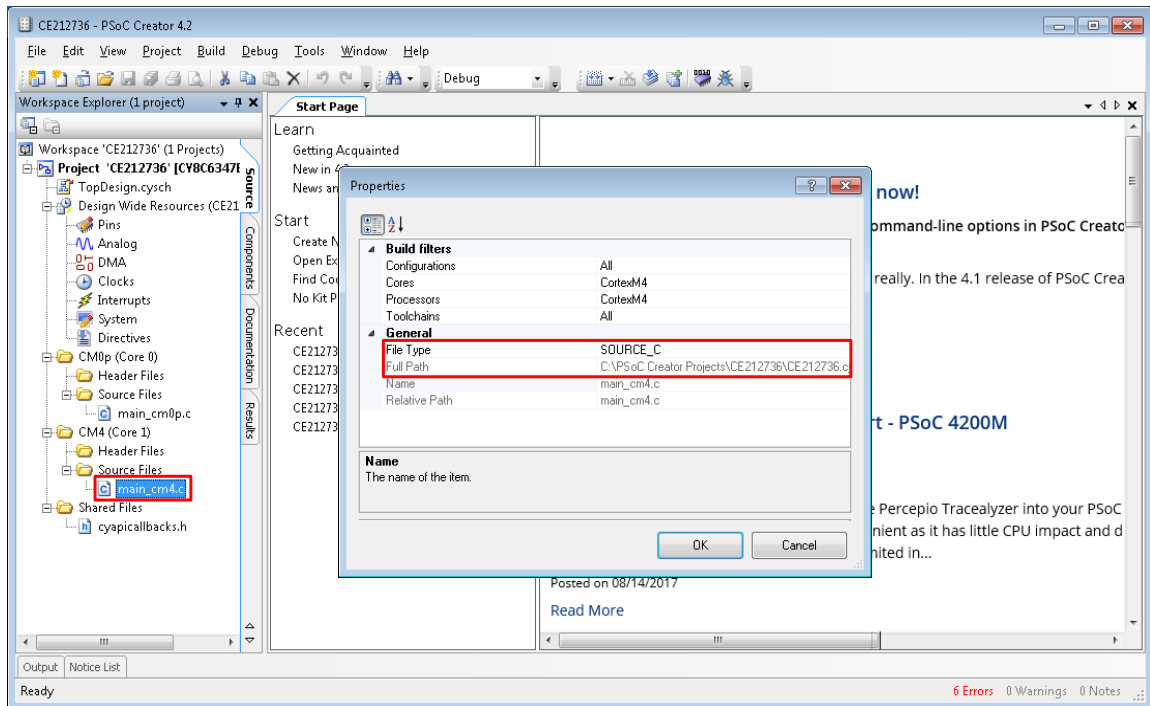 CE212736 - PSoC Creator 4.2
File Edit View Project Build Debug Tools Window Help
Debug
Workspace Explorer (1 project)
Workspace 'CE212736' (1 Projects)
Project 'CE212736' [CY8C6347
TopDesign.cysch
Design Wide Resources (CE21
Pins
Analog
DMA
Clocks
Interrupts
System
Directives
CM0p (Core 0)
Header Files
Source Files
main_cm0p.c
CM4 (Core 1)
Header Files
Source Files
main_cm4.c
Shared Files
cyapicallbacks.h
Source
Components
Documentation
Results
Start Page
Learn
Getting Acquainted
New in
News an
Start
Create N
Open Ex
Find Co
No Kit P
Recent
CE21273
CE21273
CE21273
CE21273
CE21273
Properties
Build filters
Configurations All
Cores CortexM4
Processors CortexM4
Toolchains All
General
File Type SOURCE_C
Full Path C:\PSoC Creator Projects\CE212736\CE212736.c
Name main_cm4.c
Relative Path main_cm4.c
Name
The name of the item.
OK Cancel
now!
ommand-line options in PSoC Creato
really. In the 4.1 release of PSoC Crea
rt - PSoC 4200M
e Percepio Tracealyzer into your PSoC
nient as it has little CPU impact and d
nited in...
Posted on 08/14/2017
Read More
Output Notice List
Ready
6 Errors 0 Warnings 0 Notes